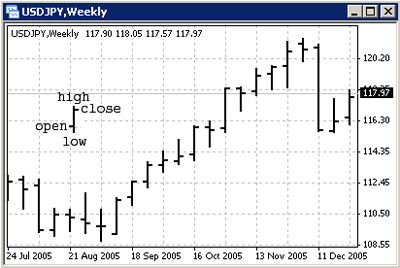 USDJPY,Weekly
USDJPY,Weekly 117.90 118.05 117.57 117.97
120.20
117.97
116.30
114.35
112.45
110.50
108.55
high
close
open
low
24 Jul 2005 21 Aug 2005 18 Sep 2005 16 Oct 2005 13 Nov 2005 11 Dec 2005